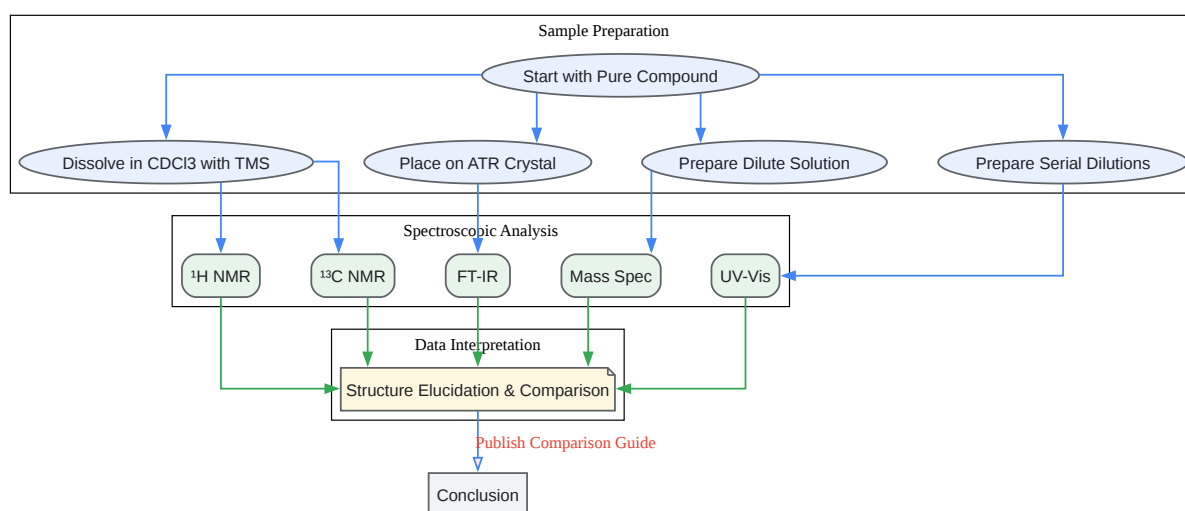 Sample Preparation
Start with Pure Compound
Dissolve in CDCl3 with TMS
Place on ATR Crystal
Prepare Dilute Solution
Prepare Serial Dilutions
Spectroscopic Analysis
¹H NMR
¹³C NMR
FT-IR
Mass Spec
UV-Vis
Data Interpretation
Structure Elucidation & Comparison
Publish Comparison Guide
Conclusion